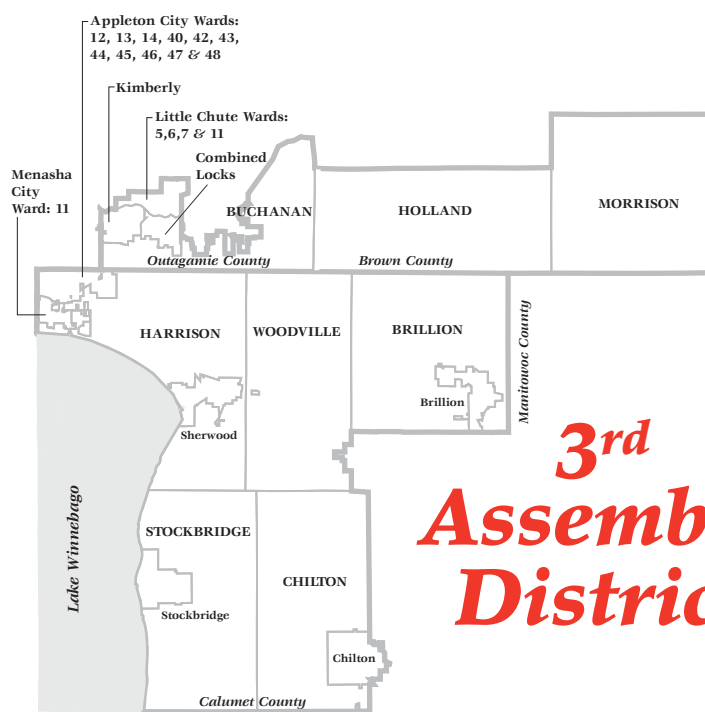 Appleton City Wards:
12, 13, 14, 40, 42, 43,
44, 45, 46, 47 & 48
Kimberly
Little Chute Wards:
5,6,7 & 11
Combined
Locks
Menasha
City
Ward: 11
BUCHANAN
HOLLAND
MORRISON
Outagamie County
Brown County
HARRISON
WOODVILLE
BRILLION
Manitowoc County
Brillion
Sherwood
3rd
Assemb
Distric
Lake Winnebago
STOCKBRIDGE
CHILTON
Stockbridge
Chilton
Calumet County